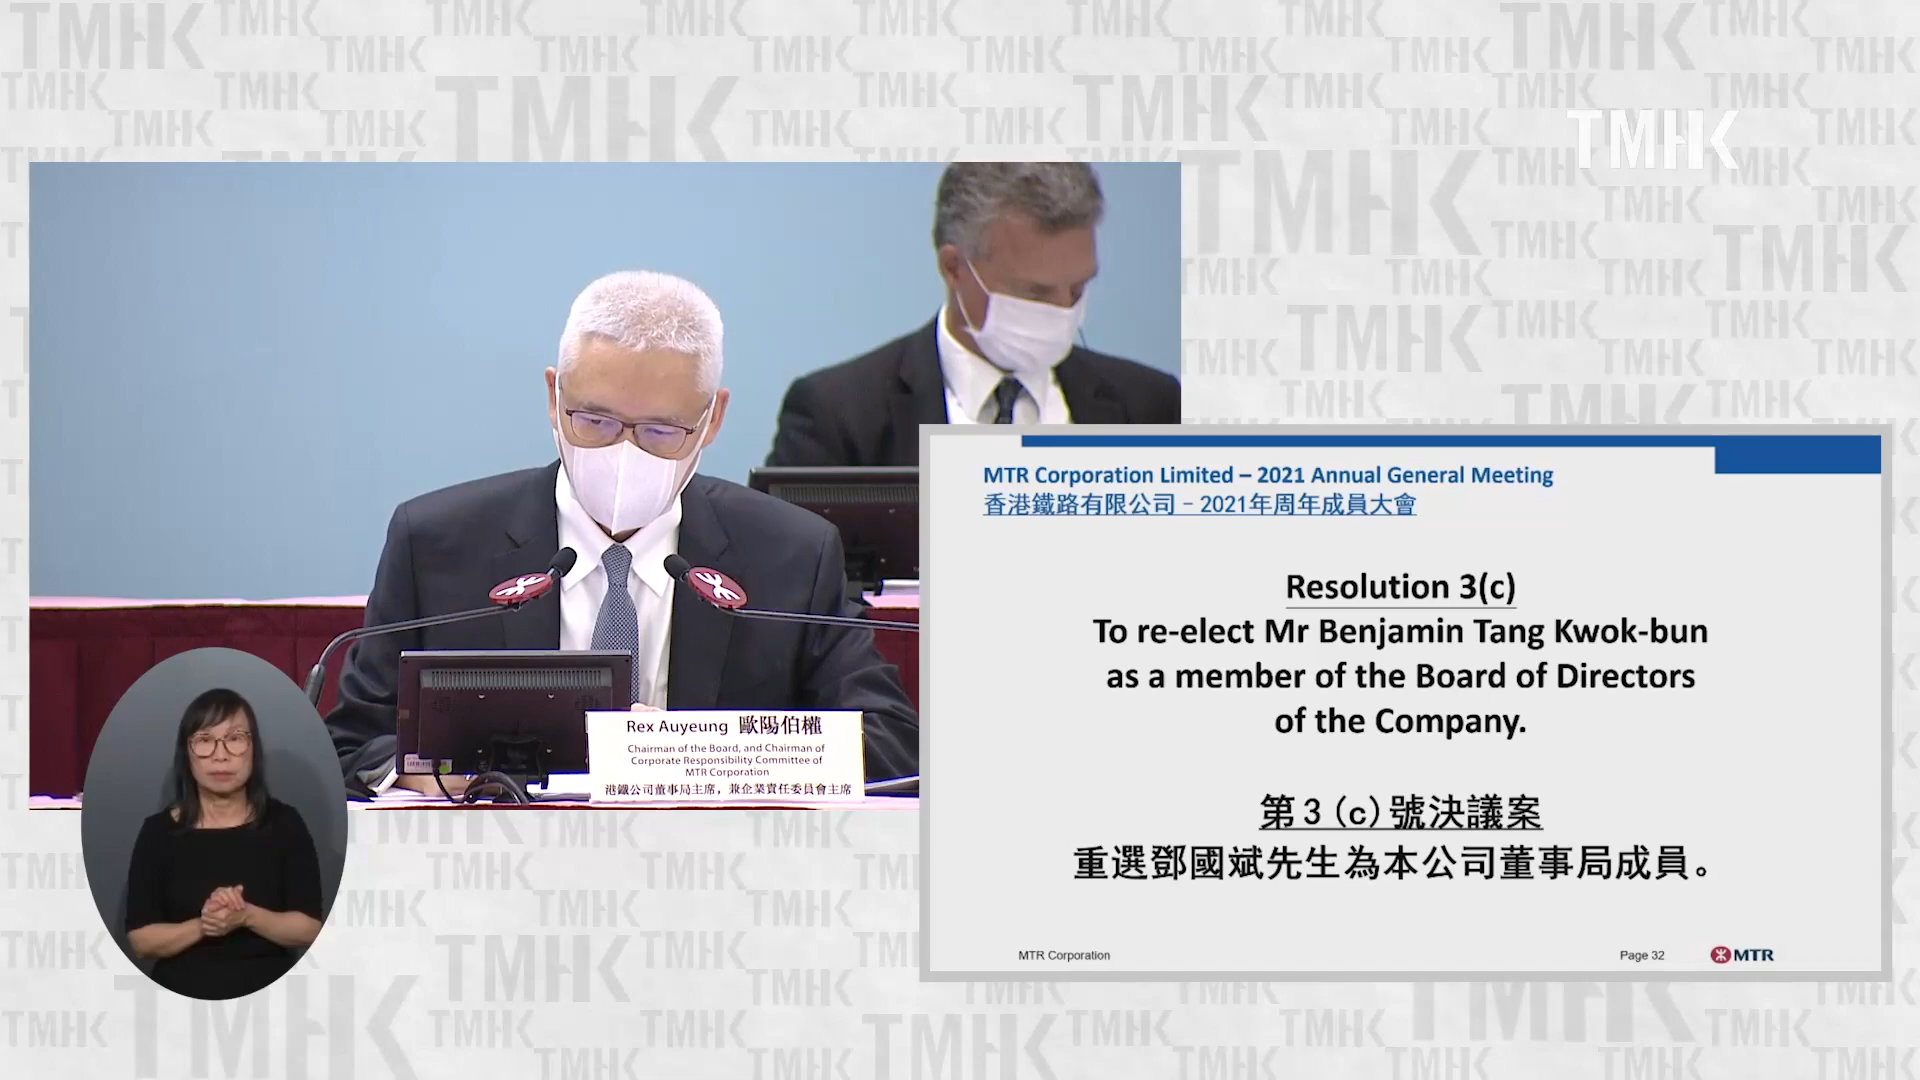 TMHK
MTR Corporation Limited – 2021 Annual General Meeting
香港鐵路有限公司 – 2021年周年成員大會
Resolution 3(c)
To re-elect Mr Benjamin Tang Kwok-bun
as a member of the Board of Directors
of the Company.
第3(c)號決議案
重選鄧國斌先生為本公司董事局成員。
MTR Corporation
Page 32
MTR
Rex Auyeung 歐陽伯權
Chairman of the Board, and Chairman of
Corporate Responsibility Committee of
MTR Corporation
港鐵公司董事局主席，兼企業責任委員會主席